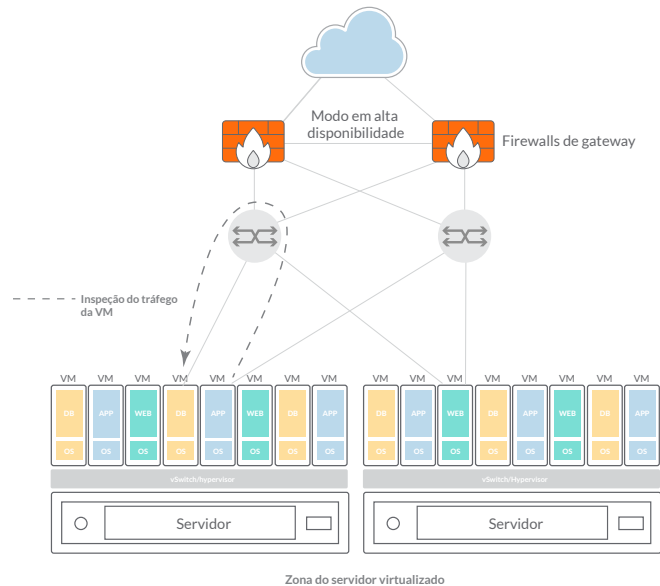 Modo em alta
disponibilidade
Firewalls de gateway
Inspeção do tráfego
da VM
VM VM VM VM VM VM VM VM
VM VM VM VM VM VM VM VM
DB APP WEB DB APP WEB DB APP
DB APP WEB DB APP WEB DB APP
OS OS OS OS OS OS OS OS
OS OS OS OS OS OS OS OS
vSwitch/hypervisor
vSwitch/Hypervisor
Servidor
Servidor
Zona do servidor virtualizado